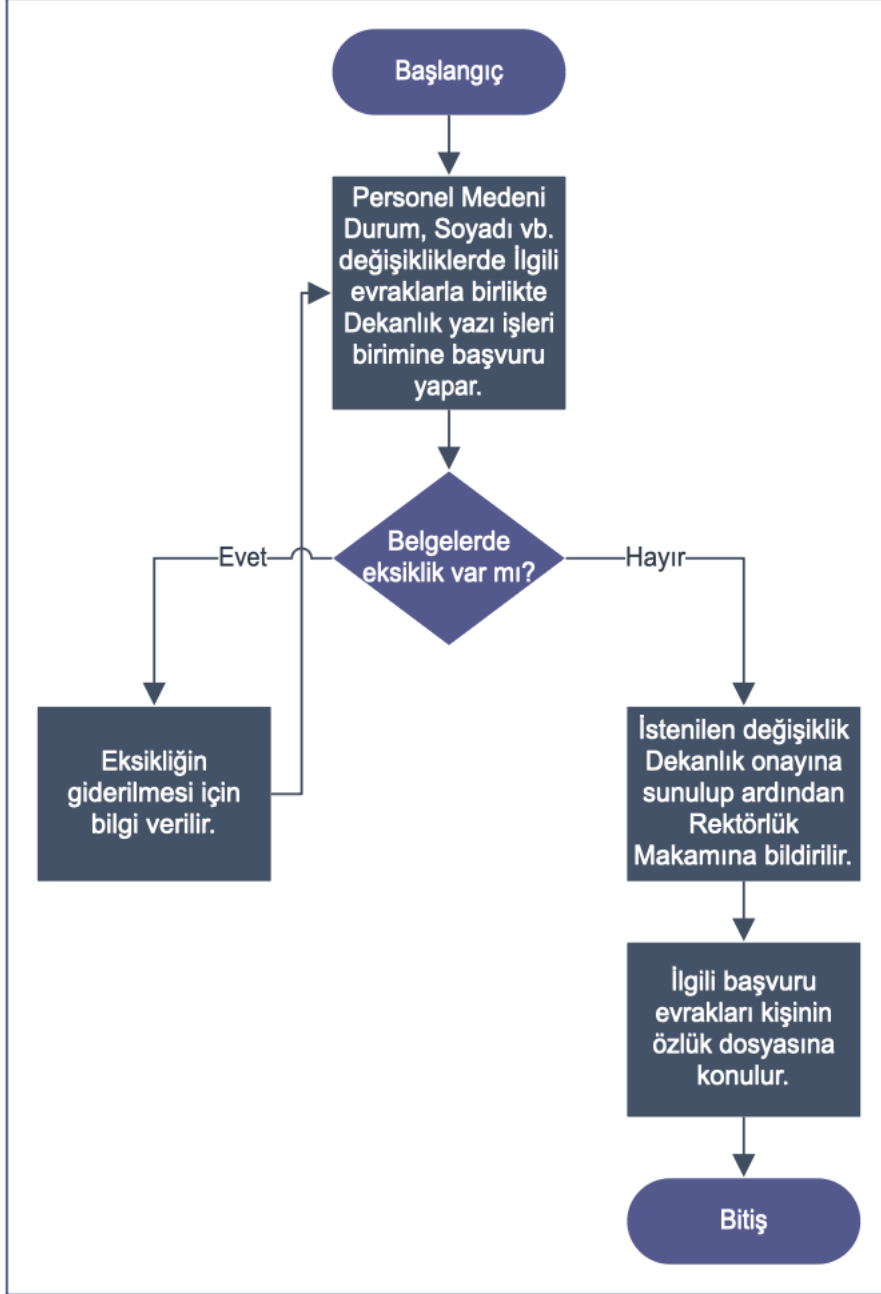 Başlangıç
Personel Medeni
Durum, Soyadı vb.
değişikliklerde İlgili
evraklarla birlikte
Dekanlık yazı işleri
birimine başvuru
yapar.
Belgelerde
eksiklik var mı?
Evet
Hayır
Eksikliğin
giderilmesi için
bilgi verilir.
İstenilen değişiklik
Dekanlık onayına
sunulup ardından
Rektörlük
Makamına bildirilir.
İlgili başvuru
evrakları kişinin
özlük dosyasına
konulur.
Bitiş